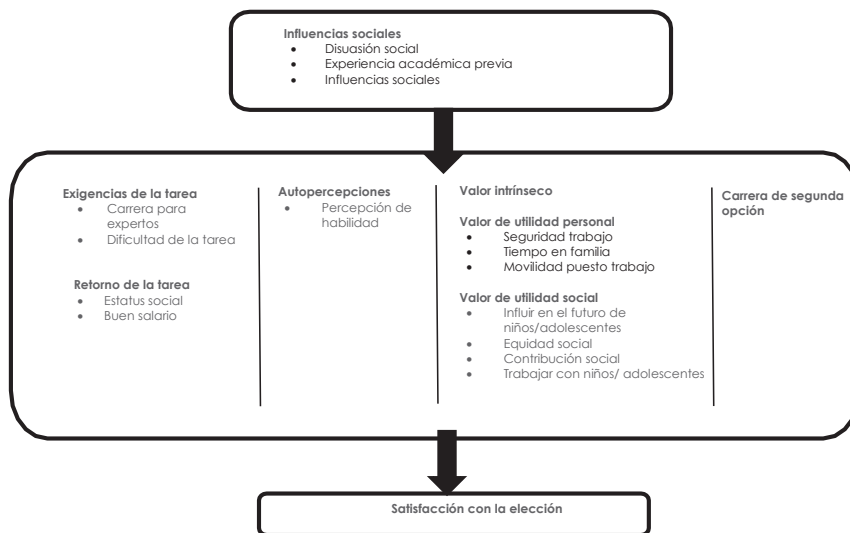 Influencias sociales
• Disuasión social
• Experiencia académica previa
• Influencias sociales
Exigencias de la tarea
• Carrera para
expertos
• Dificultad de la tarea
Retorno de la tarea
• Estatus social
• Buen salario
Autopercepciones
• Percepción de
habilidad
Valor intrínseco
Valor de utilidad personal
• Seguridad trabajo
• Tiempo en familia
• Movilidad puesto trabajo
Valor de utilidad social
• Influir en el futuro de
niños/adolescentes
• Equidad social
• Contribución social
• Trabajar con niños/ adolescentes
Carrera de segunda
opción
Satisfacción con la elección